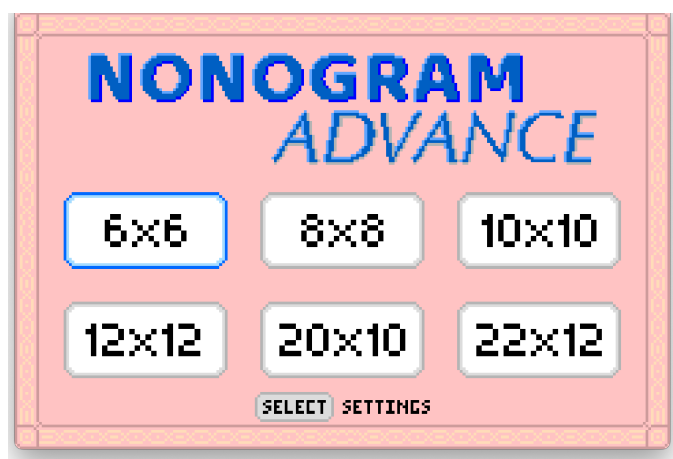 NONOGRAM
ADVANCE
6x6 8x8 10x10
12x12 20x10 22x12
SELECT SETTINGS